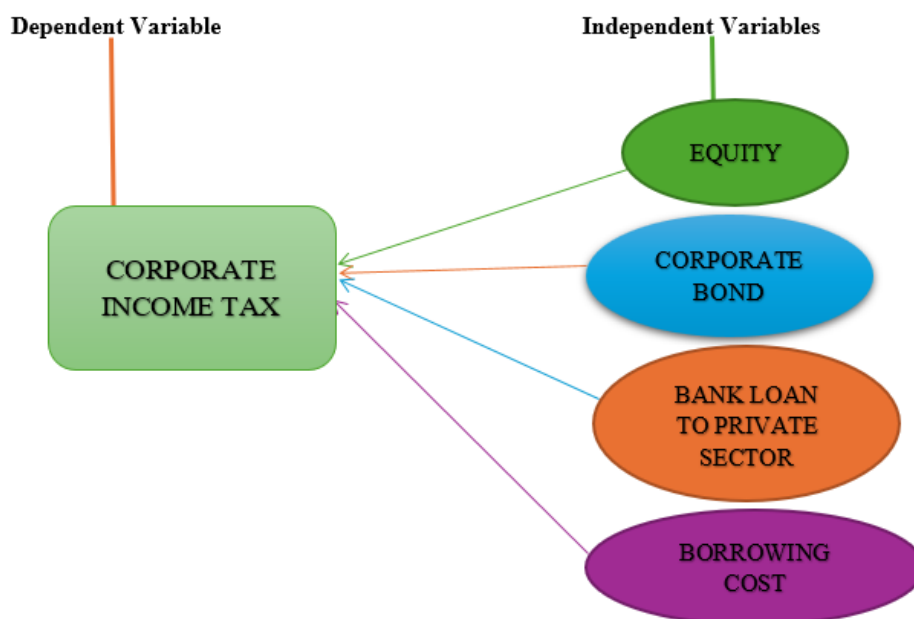 Dependent Variable
Independent Variables
EQUITY
CORPORATE
INCOME TAX
CORPORATE
BOND
BANK LOAN
TO PRIVATE
SECTOR
BORROWING
COST